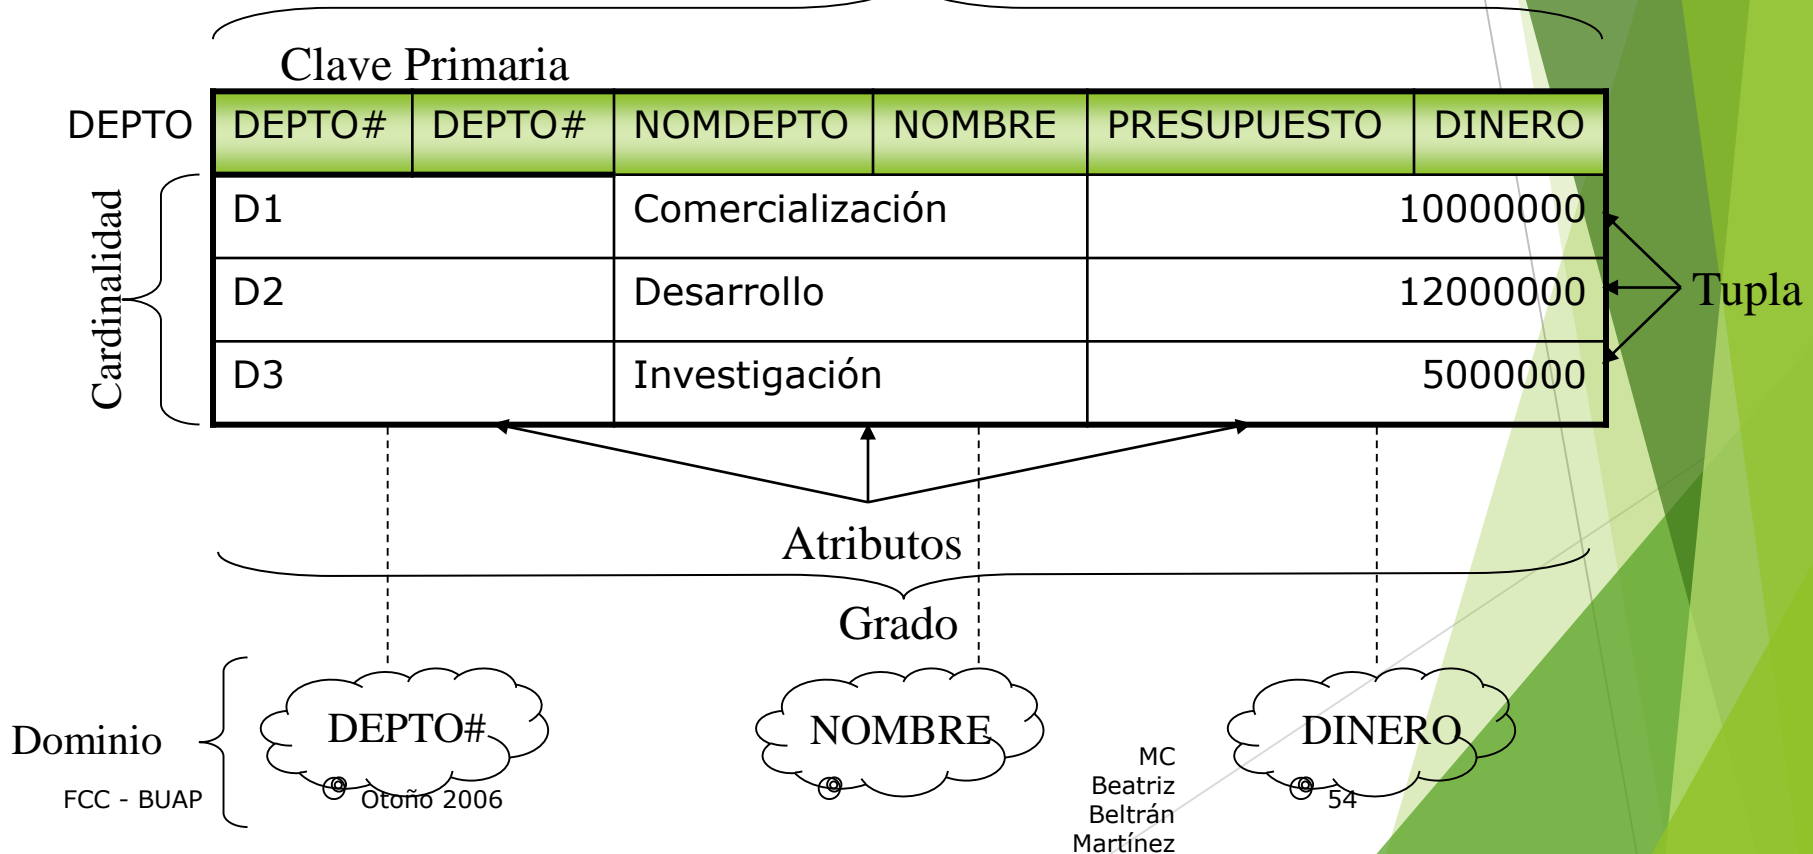 Clave Primaria
DEPTO DEPTO# DEPTO# NOMDEPTO NOMBRE PRESUPUESTO DINERO
Cardinalidad
D1 Comercialización 10000000
D2 Desarrollo 12000000
Tupla
D3 Investigación 5000000
Atributos
Grado
Dominio
DEPTO# NOMBRE DINERO
FCC - BUAP
Otoño 2006
MC
Beatriz
Beltrán
Martínez
54